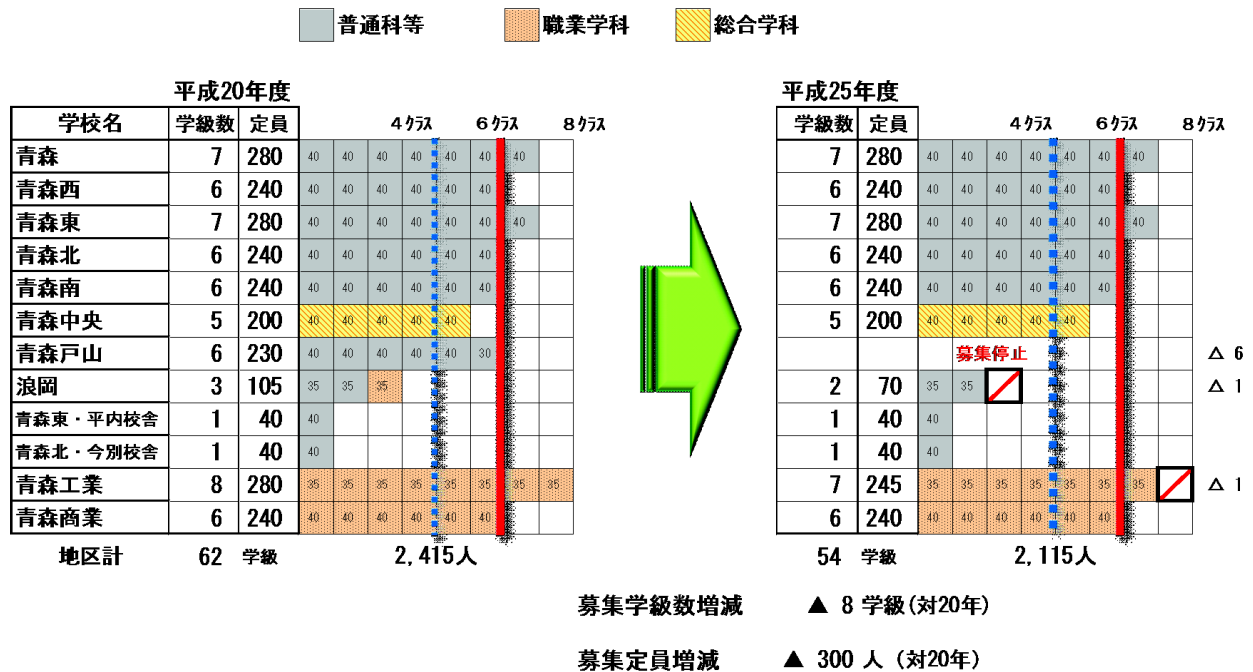 普通科等 職業学科 総合学科
平成20年度 平成25年度
学校名 学級数 定員 4クラス 6クラス 8クラス 学級数 定員 4クラス 6クラス 8クラス
青森 7 280 40 40 40 40 40 40 40 7 280 40 40 40 40 40 40 40
青森西 6 240 40 40 40 40 40 40 6 240 40 40 40 40 40 40
青森東 7 280 40 40 40 40 40 40 40 7 280 40 40 40 40 40 40 40
青森北 6 240 40 40 40 40 40 40 6 240 40 40 40 40 40 40
青森南 6 240 40 40 40 40 40 40 6 240 40 40 40 40 40 40
青森中央 5 200 40 40 40 40 40 5 200 40 40 40 40 40
青森戸山 6 230 40 40 40 40 40 30 募集停止 △ 6
浪岡 3 105 35 35 35 2 70 35 35 △ 1
青森東・平内校舎 1 40 40 1 40 40
青森北・今別校舎 1 40 40 1 40 40
青森工業 8 280 35 35 35 35 35 35 35 35 7 245 35 35 35 35 35 35 35 △ 1
青森商業 6 240 40 40 40 40 40 40 6 240 40 40 40 40 40 40
地区計 62 学級 2,415人 54 学級 2,115人
募集学級数増減 ▲ 8 学級(対20年)
募集定員増減 ▲ 300 人 (対20年)